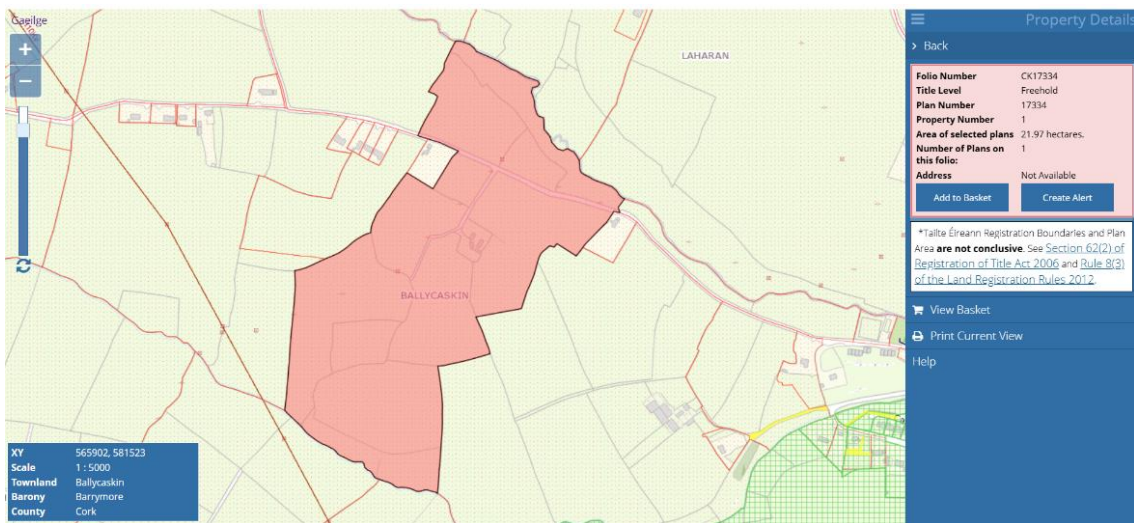 Gaeilge
+
−
LAHARAN
BALLYCASKIN
XY 565902, 581523
Scale 1 : 5000
Townland Ballycaskin
Barony Barrymore
County Cork
Property Details
> Back
Folio Number CK17334
Title Level Freehold
Plan Number 17334
Property Number 1
Area of selected plans 21.97 hectares.
Number of Plans on
this folio: 1
Address Not Available
Add to Basket Create Alert
*Tailte Éireann Registration Boundaries and Plan
Area are not conclusive. See Section 62(2) of
Registration of Title Act 2006 and Rule 8(3)
of the Land Registration Rules 2012.
View Basket
Print Current View
Help